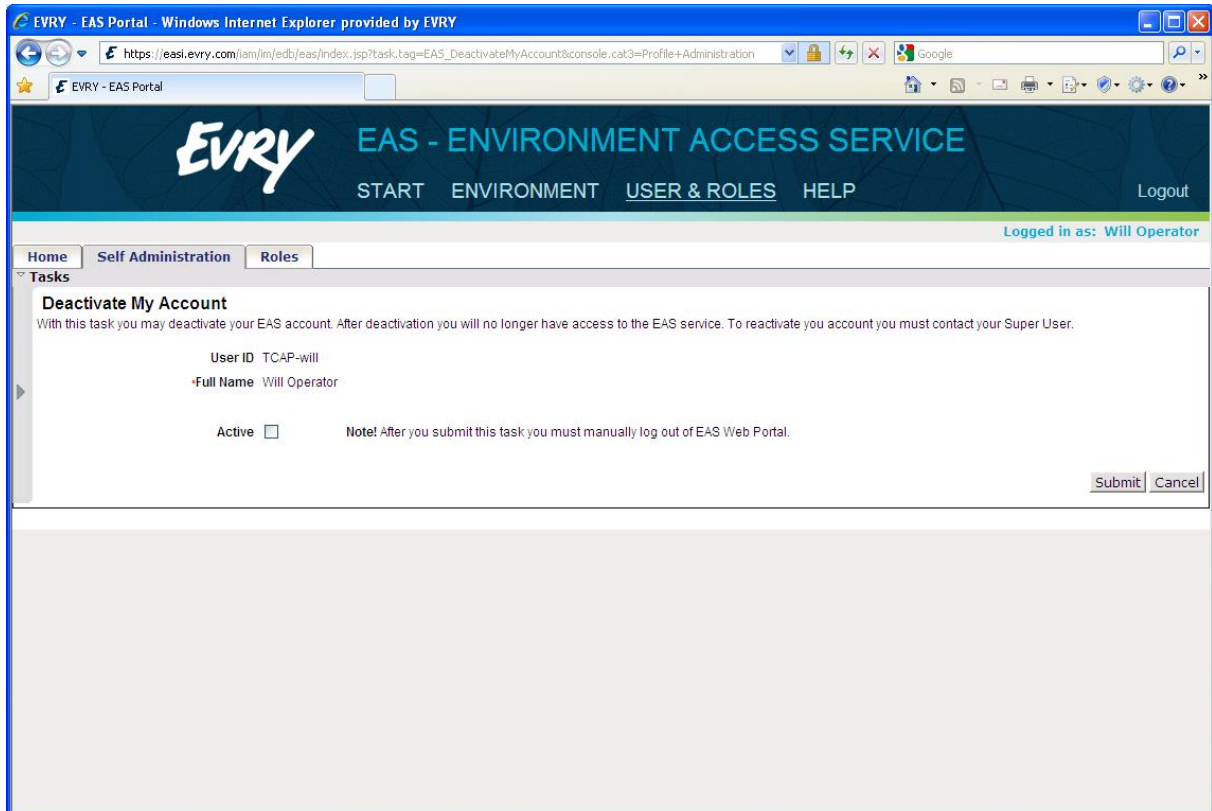 EVRY - EAS Portal - Windows Internet Explorer provided by EVRY
https://easi.evry.com/iam/im/edb/eas/index.jsp?task.tag=EAS_DeactivateMyAccount&console.cat3=Profile+Administration
Google
EVRY - EAS Portal
EVRY
EAS - ENVIRONMENT ACCESS SERVICE
START ENVIRONMENT USER & ROLES HELP Logout
Logged in as: Will Operator
Home Self Administration Roles
Tasks
Deactivate My Account
With this task you may deactivate your EAS account. After deactivation you will no longer have access to the EAS service. To reactivate you account you must contact your Super User.
User ID TCAP-will
•Full Name Will Operator
Active Note! After you submit this task you must manually log out of EAS Web Portal.
Submit Cancel